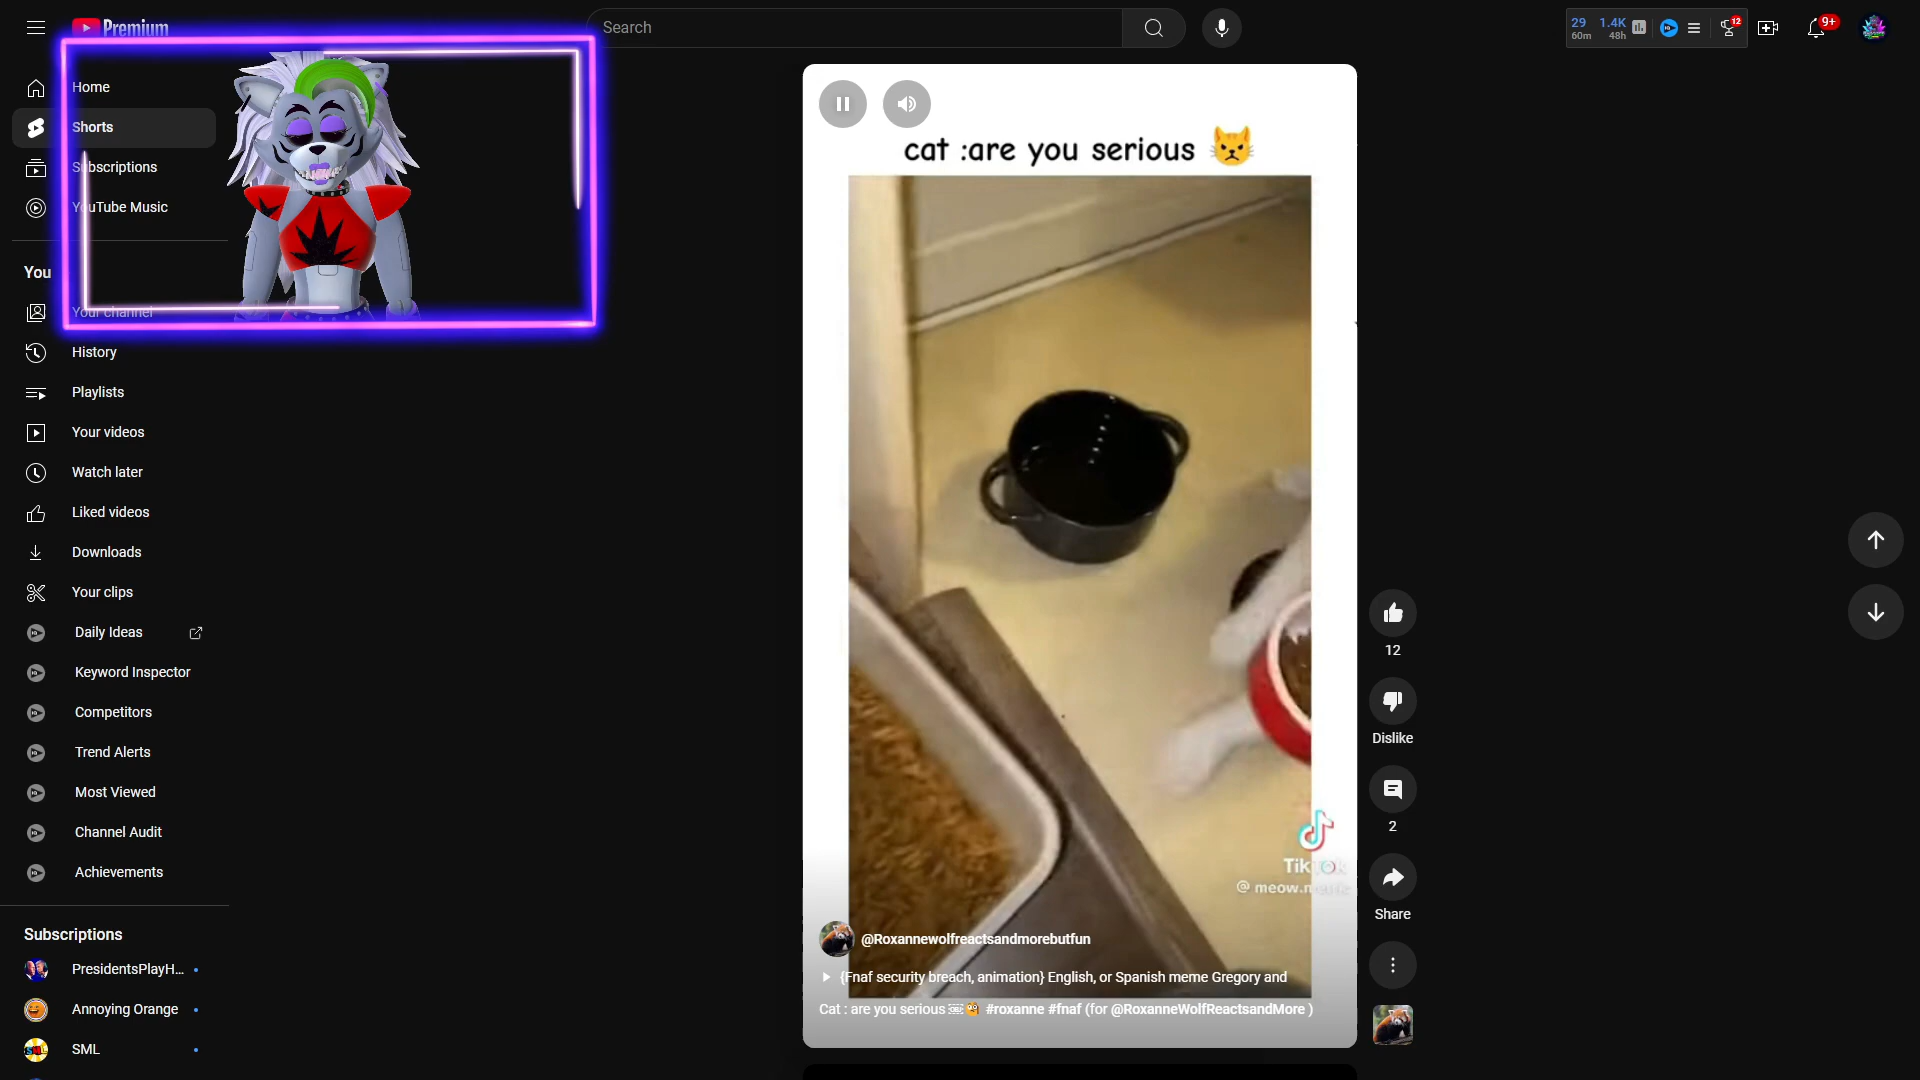 Premium
Search
29
60m
1.4K
48h
12
9+
Home
Shorts
Subscriptions
YouTube Music
You
Your channel
History
Playlists
Your videos
Watch later
Liked videos
Downloads
Your clips
Daily Ideas
Keyword Inspector
Competitors
Trend Alerts
Most Viewed
Channel Audit
Achievements
Subscriptions
PresidentsPlayH...
Annoying Orange
SML
cat :are you serious 😾
TikTok
@Roxannewolfreactsandmorebutfun
{Fnaf security breach, animation} English, or Spanish meme Gregory and
Cat : are you serious #roxanne #fnaf (for @RoxanneWolfReactsandMore )
12
Dislike
2
Share